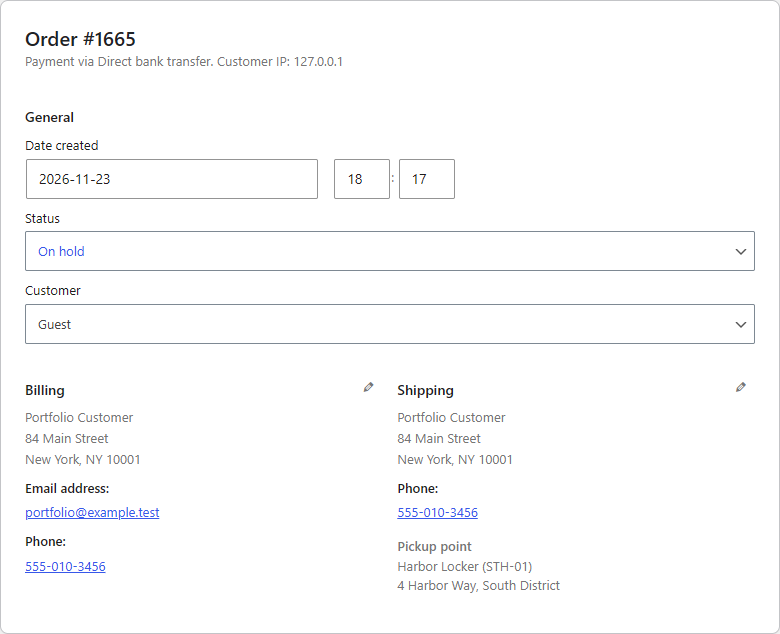 Order #1665
Payment via Direct bank transfer. Customer IP: 127.0.0.1
General
Date created
2026-11-23 18 : 17
Status
On hold
Customer
Guest
Billing
Portfolio Customer
84 Main Street
New York, NY 10001
Email address:
portfolio@example.test
Phone:
555-010-3456
Shipping
Portfolio Customer
84 Main Street
New York, NY 10001
Phone:
555-010-3456
Pickup point
Harbor Locker (STH-01)
4 Harbor Way, South District